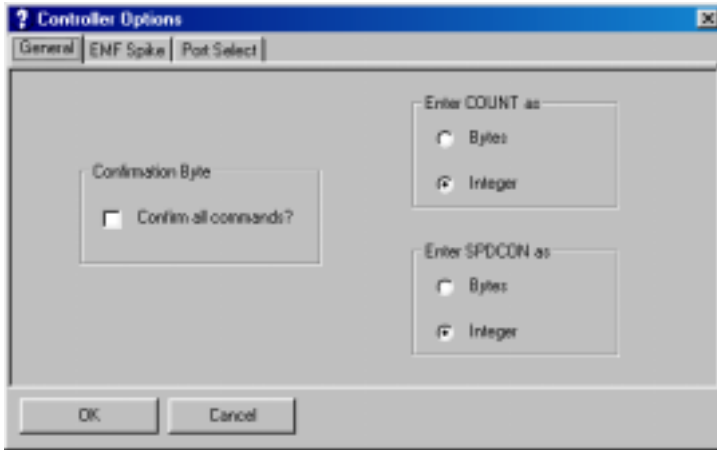 ? Controller Options
General EMF Spike Port Select
Enter COUNT as
Bytes
Integer
Confirmation Byte
Confirm all commands?
Enter SPDCON as
Bytes
Integer
OK Cancel